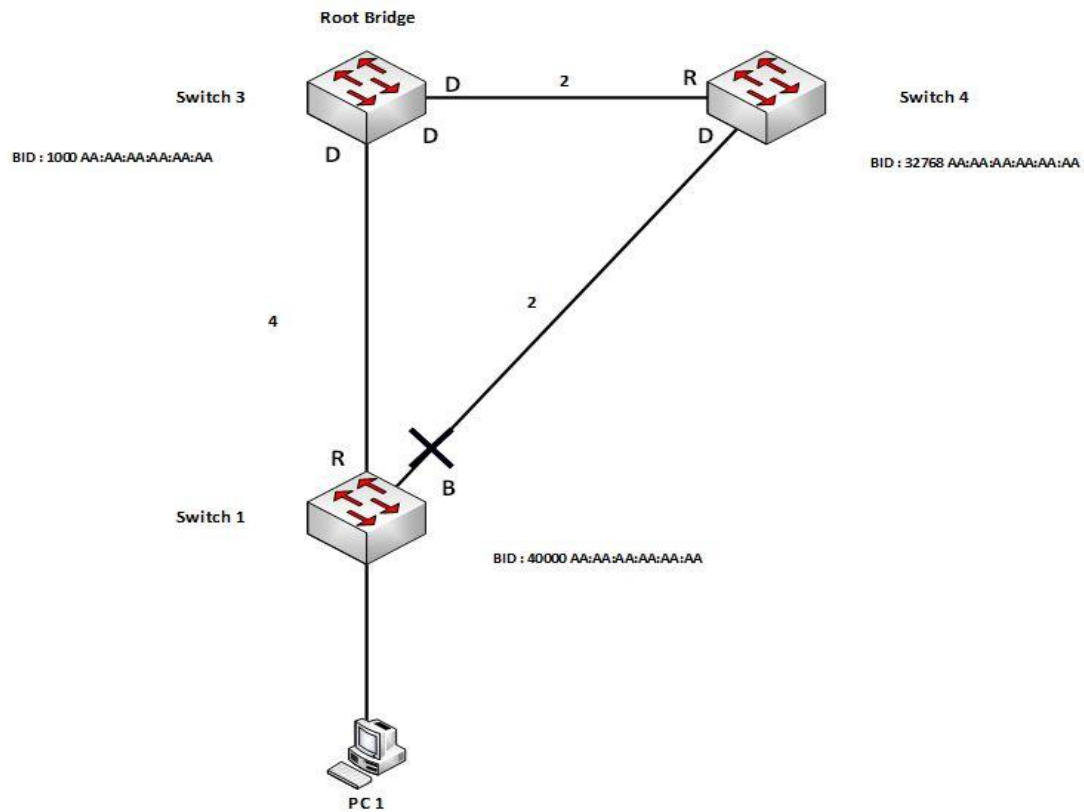 Root Bridge
Switch 3
D
2
R
Switch 4
D
D
D
BID : 1000 AA:AA:AA:AA:AA:AA
BID : 32768 AA:AA:AA:AA:AA:AA
2
4
R
B
Switch 1
BID : 40000 AA:AA:AA:AA:AA:AA
PC 1